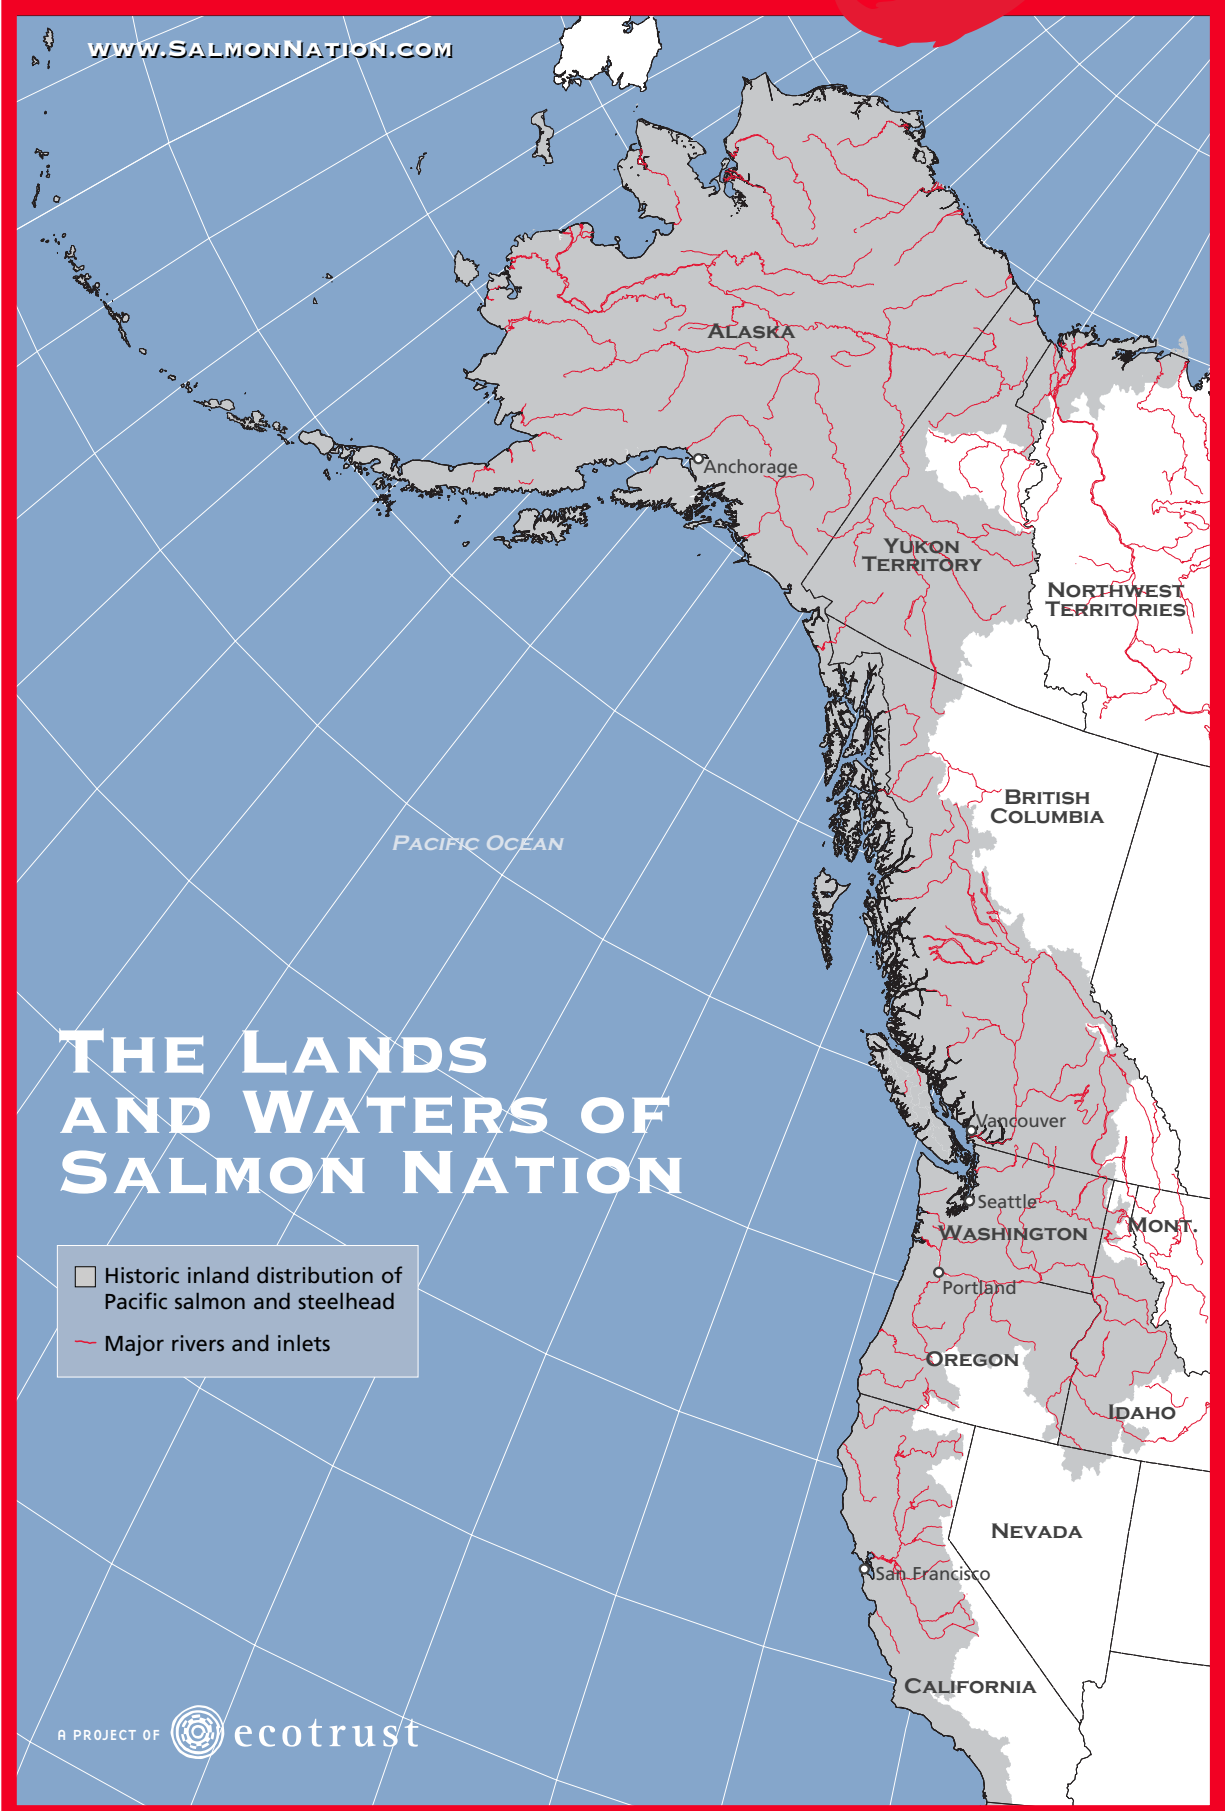 www.SalmonNation.com
Alaska
Anchorage
Yukon
Territory
Northwest
Territories
British
Columbia
Pacific Ocean
The Lands
and Waters of
Salmon Nation
Vancouver
Seattle
Washington
Mont.
Portland
Historic inland distribution of
Pacific salmon and steelhead
Major rivers and inlets
Oregon
Idaho
Nevada
San Francisco
California
A PROJECT OF ecotrust